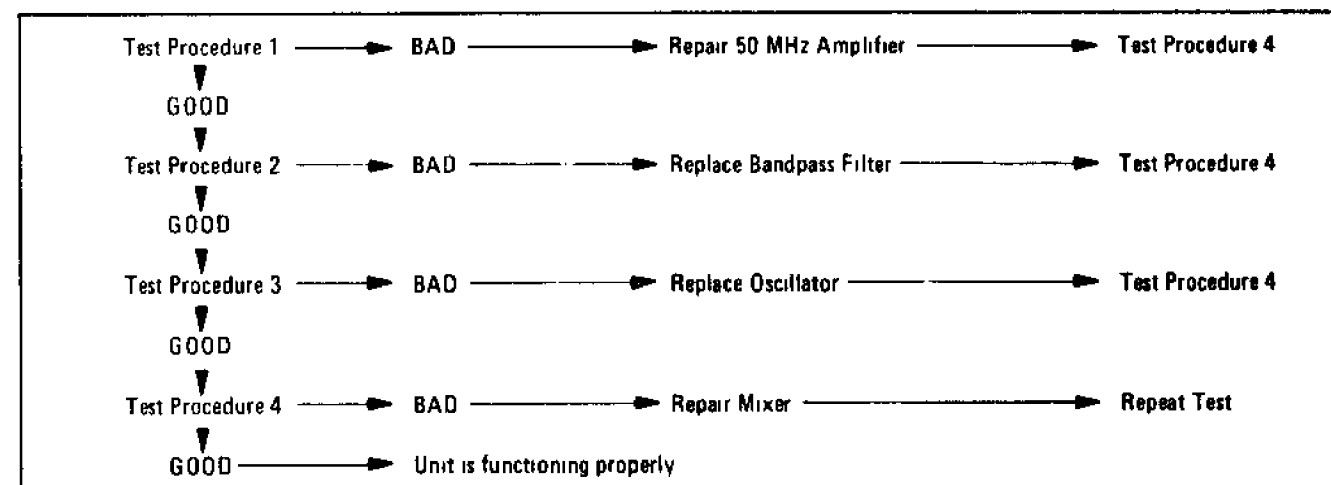 Test Procedure 1 BAD Repair 50 MHz Amplifier Test Procedure 4
GOOD
Test Procedure 2 BAD Replace Bandpass Filter Test Procedure 4
GOOD
Test Procedure 3 BAD Replace Oscillator Test Procedure 4
GOOD
Test Procedure 4 BAD Repair Mixer Repeat Test
GOOD Unit is functioning properly